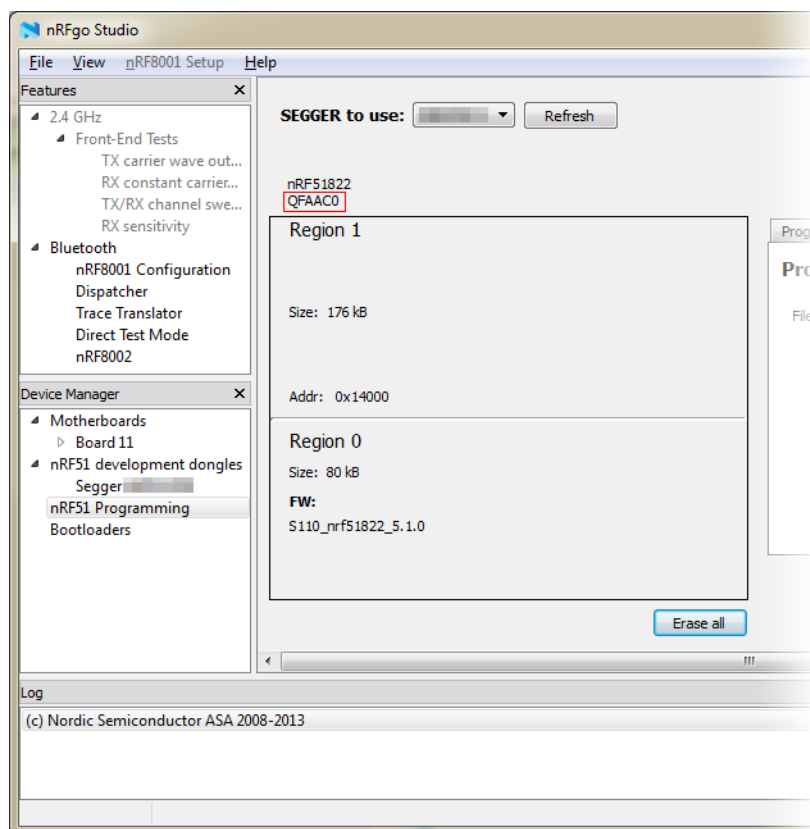 nRFgo Studio
File View nRF8001 Setup Help
Features
2.4 GHz
Front-End Tests
TX carrier wave out...
RX constant carrier...
TX/RX channel swe...
RX sensitivity
Bluetooth
nRF8001 Configuration
Dispatcher
Trace Translator
Direct Test Mode
nRF8002
Device Manager
Motherboards
Board 11
nRF51 development dongles
Segger
nRF51 Programming
Bootloaders
SEGGER to use: Refresh
nRF51822
QFAAC0
Region 1
Size: 176 kB
Addr: 0x14000
Region 0
Size: 80 kB
FW:
S110_nrf51822_5.1.0
Erase all
Log
(c) Nordic Semiconductor ASA 2008-2013